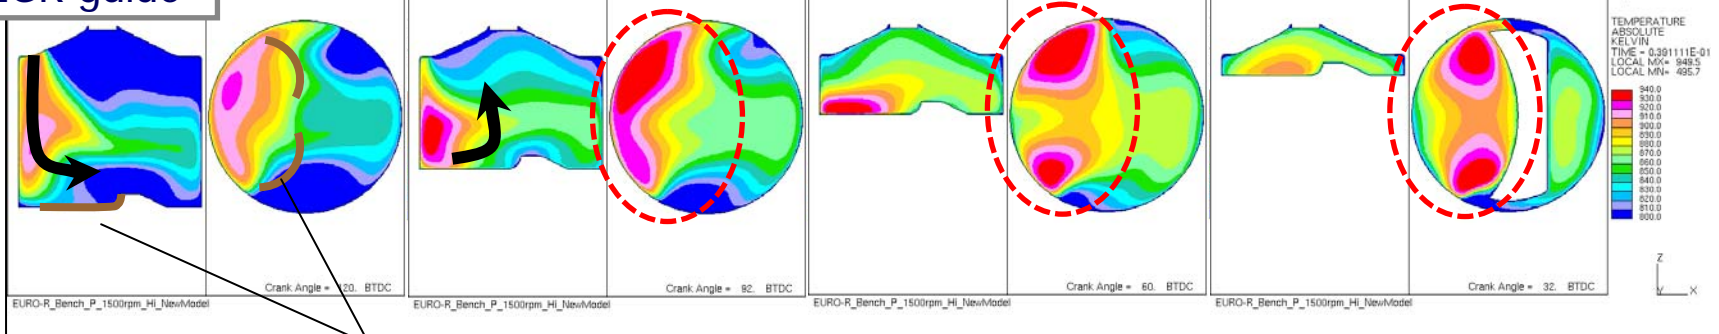 guide
Crank Angle = 120. BTDC
EURO-R_Bench_P_1500rpm_Hi_NewModel
Crank Angle = 92. BTDC
EURO-R_Bench_P_1500rpm_Hi_NewModel
Crank Angle = 60. BTDC
EURO-R_Bench_P_1500rpm_Hi_NewModel
Crank Angle = 32. BTDC
EURO-R_Bench_P_1500rpm_Hi_NewModel
TEMPERATURE
ABSOLUTE
KELVIN
TIME = 0.391111E-01
LOCAL MX= 949.5
LOCAL MN= 495.7
940.0
930.0
920.0
910.0
900.0
890.0
880.0
870.0
860.0
850.0
840.0
830.0
820.0
810.0
800.0
Z
Y X